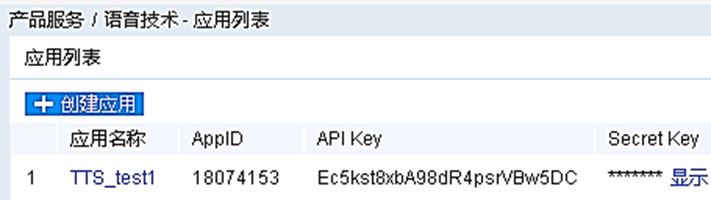 产品服务 / 语音技术 - 应用列表
应用列表
+ 创建应用
应用名称 AppID API Key Secret Key
1 TTS_test1 18074153 Ec5kst8xbA98dR4psrVBw5DC ******* 显示